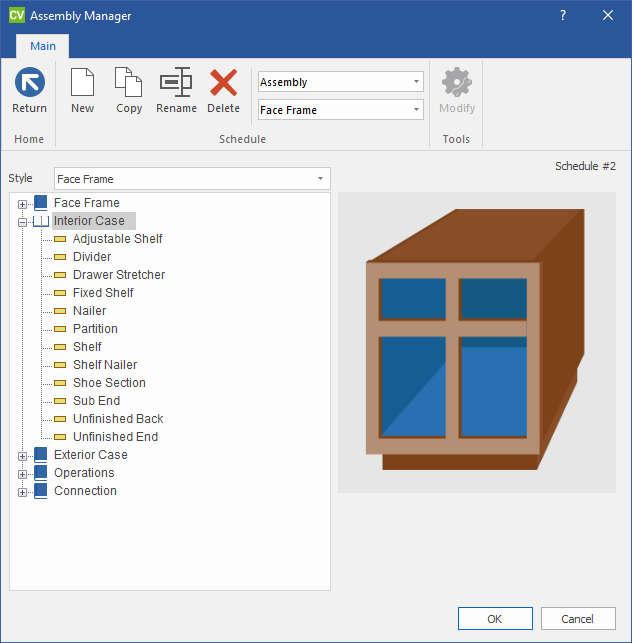 CV Assembly Manager ?
Main
Return New Copy Rename Delete Assembly Face Frame Modify
Home Schedule Tools
Schedule #2
Style Face Frame
Face Frame
Interior Case
Adjustable Shelf
Divider
Drawer Stretcher
Fixed Shelf
Nailer
Partition
Shelf
Shelf Nailer
Shoe Section
Sub End
Unfinished Back
Unfinished End
Exterior Case
Operations
Connection
OK Cancel